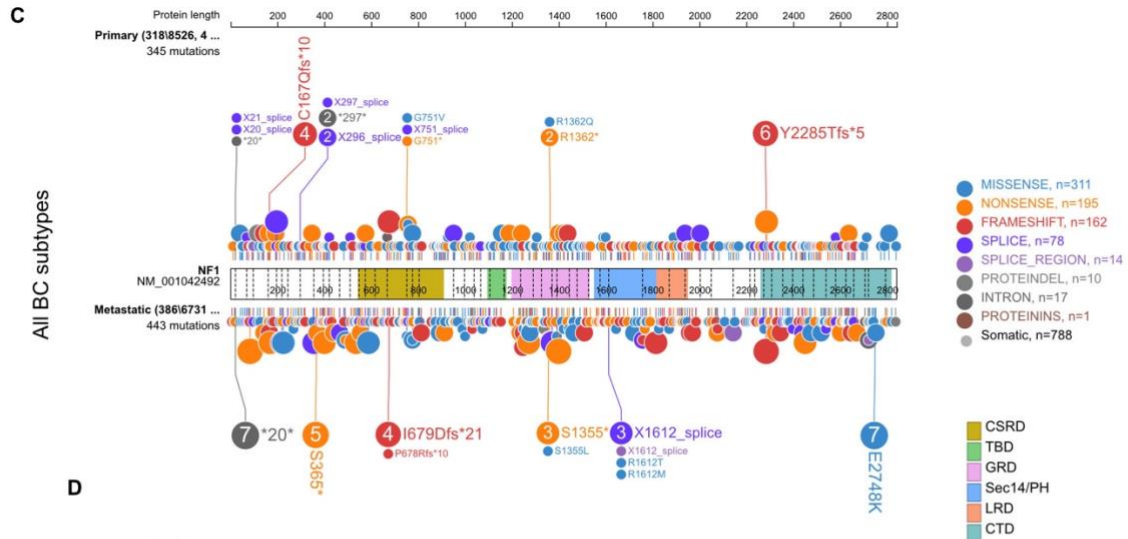 C
Protein length
200 400 600 800 1000 1200 1400 1600 1800 2000 2200 2400 2600 2800
Primary (318\8526, 4 ...
345 mutations
C167Qfs*10
4
X21_splice
X20_splice
*20*
X297_splice
2 *297*
2 X296_splice
G751V
X751_splice
G751*
R1362Q
2 R1362*
6 Y2285Tfs*5
All BC subtypes
NF1
NM_001042492
200 400 600 800 1000 1200 1400 1600 1800 2000 2200 2400 2600 2800
Metastatic (386\6731 ...
443 mutations
7 *20*
5
S365*
4 I679Dfs*21
P678Rfs*10
3 S1355*
S1355L
3 X1612_splice
X1612_splice
R1612T
R1612M
7
E2748K
MISSENSE, n=311
NONSENSE, n=195
FRAMESHIFT, n=162
SPLICE, n=78
SPLICE_REGION, n=14
PROTEINDEL, n=10
INTRON, n=17
PROTEININS, n=1
Somatic, n=788
CSRD
TBD
GRD
Sec14/PH
LRD
CTD
D